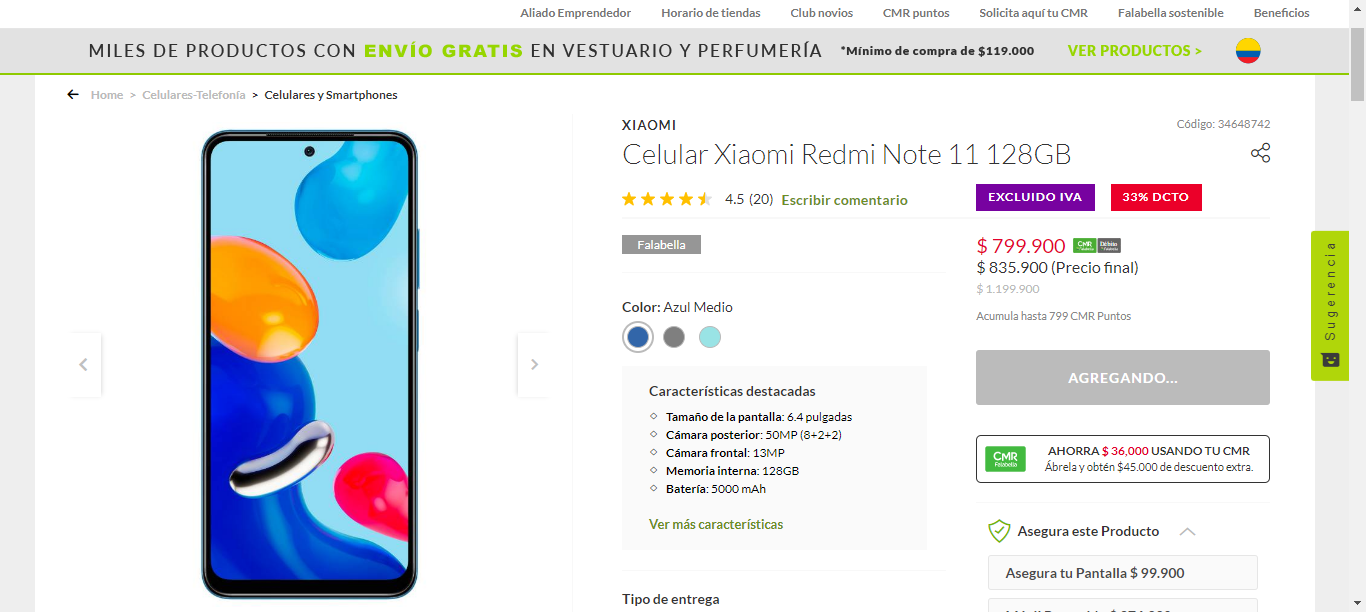 Aliado Emprendedor Horario de tiendas Club novios CMR puntos Solicita aquí tu CMR Falabella sostenible Beneficios
MILES DE PRODUCTOS CON ENVÍO GRATIS EN VESTUARIO Y PERFUMERÍA *Mínimo de compra de $119.000 VER PRODUCTOS >
Home > Celulares-Telefonía > Celulares y Smartphones
XIAOMI
Código: 34648742
Celular Xiaomi Redmi Note 11 128GB
4.5 (20) Escribir comentario
EXCLUIDO IVA
33% DCTO
Falabella
$ 799.900
$ 835.900 (Precio final)
$ 1.199.900
Acumula hasta 799 CMR Puntos
Sugerencia
Color: Azul Medio
AGREGANDO...
Características destacadas
Tamaño de la pantalla: 6.4 pulgadas
Cámara posterior: 50MP (8+2+2)
Cámara frontal: 13MP
Memoria interna: 128GB
Batería: 5000 mAh
Ver más características
CMR
Falabella
AHORRA $ 36,000 USANDO TU CMR
Ábrela y obtén $45.000 de descuento extra.
Asegura este Producto
Asegura tu Pantalla $ 99.900
Tipo de entrega